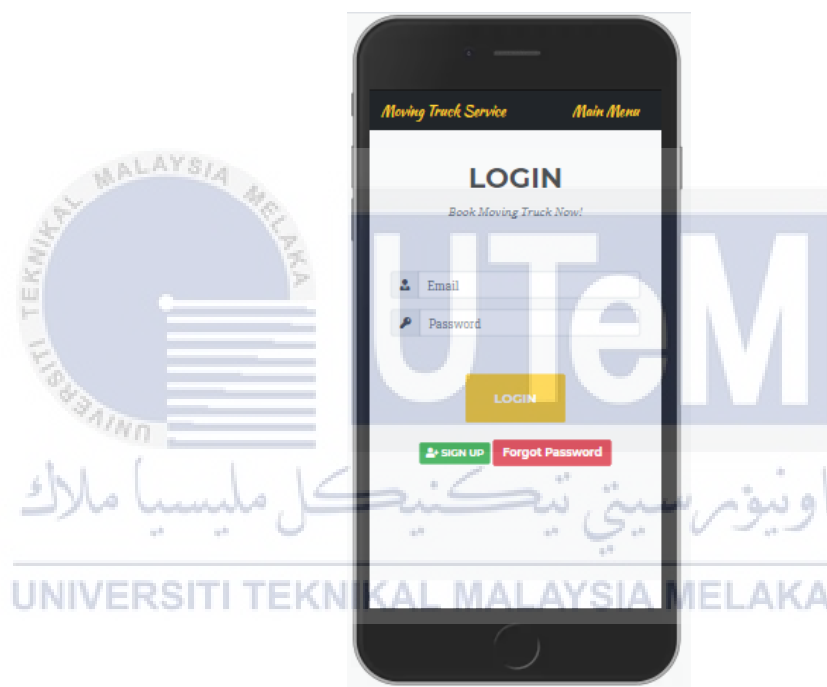 Moving Truck Service Main Menu
LOGIN
Book Moving Truck Now!
Email
Password
LOGIN
SIGN UP Forgot Password
UNIVERSITI TEKNIKAL MALAYSIA MELAKA
UTeM
اونيۏرسيتي تيكنيكل مليسيا ملاك
UNIVERSITI TEKNIKAL MALAYSIA MELAKA